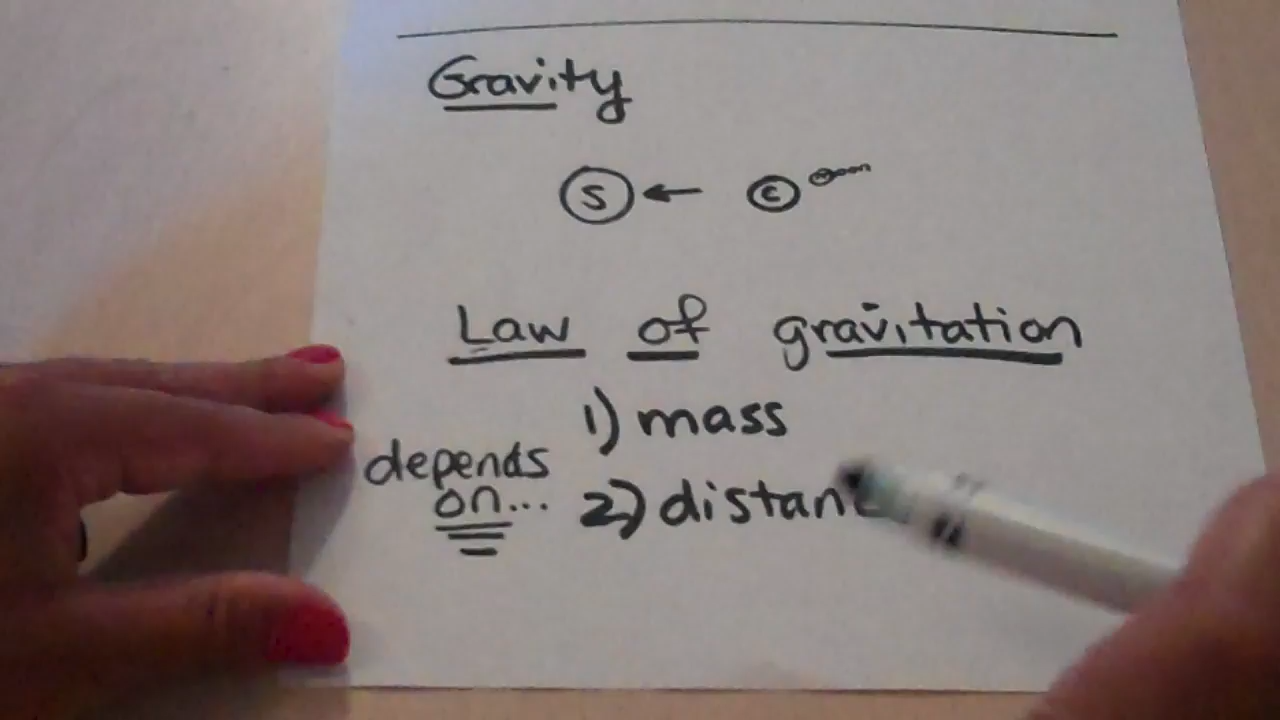 Gravity
S ← E moon
Law of gravitation
1) mass
depends
on... 2) distan